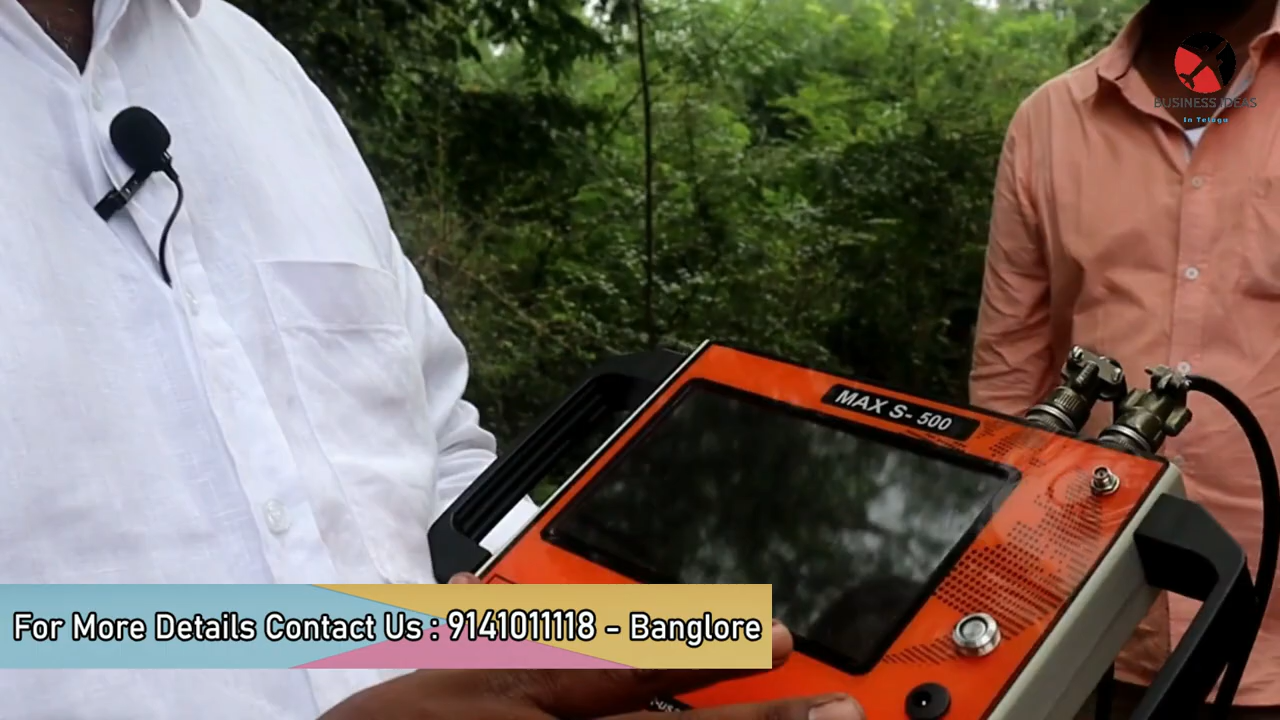 BUSINESS IDEAS
In Telugu
MAX S- 500
For More Details Contact Us : 9141011118 - Banglore